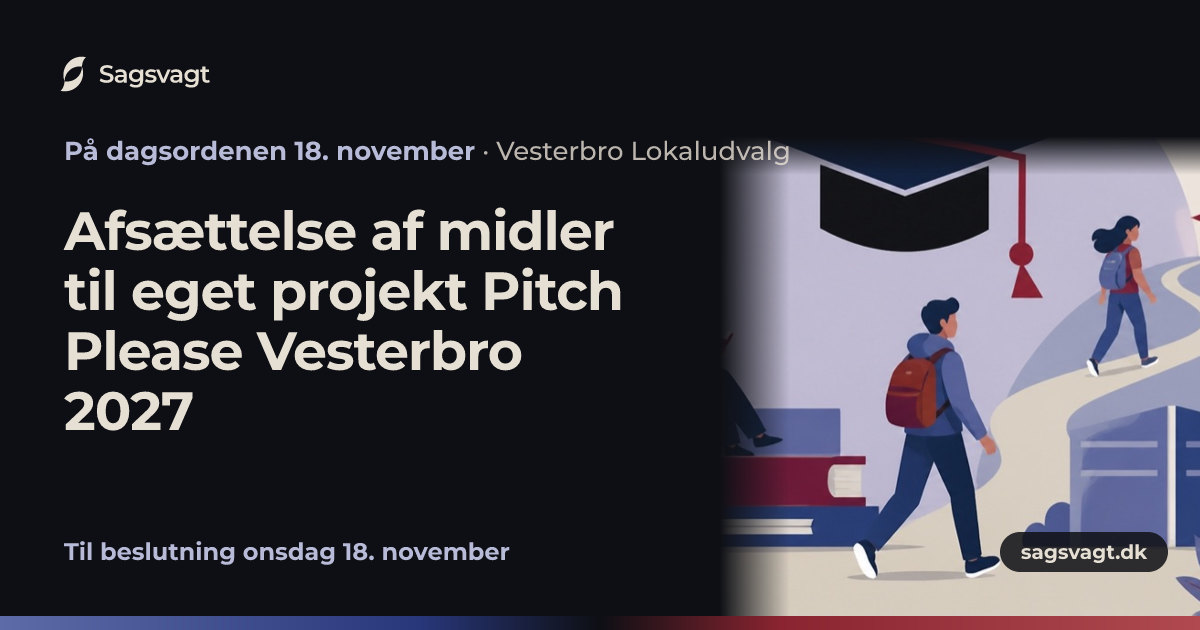 Sagsvagt
På dagsordenen 18. november · Vesterbro Lokaludvalg
Afsættelse af midler
til eget projekt Pitch
Please Vesterbro
2027
Til beslutning onsdag 18. november
sagsvagt.dk